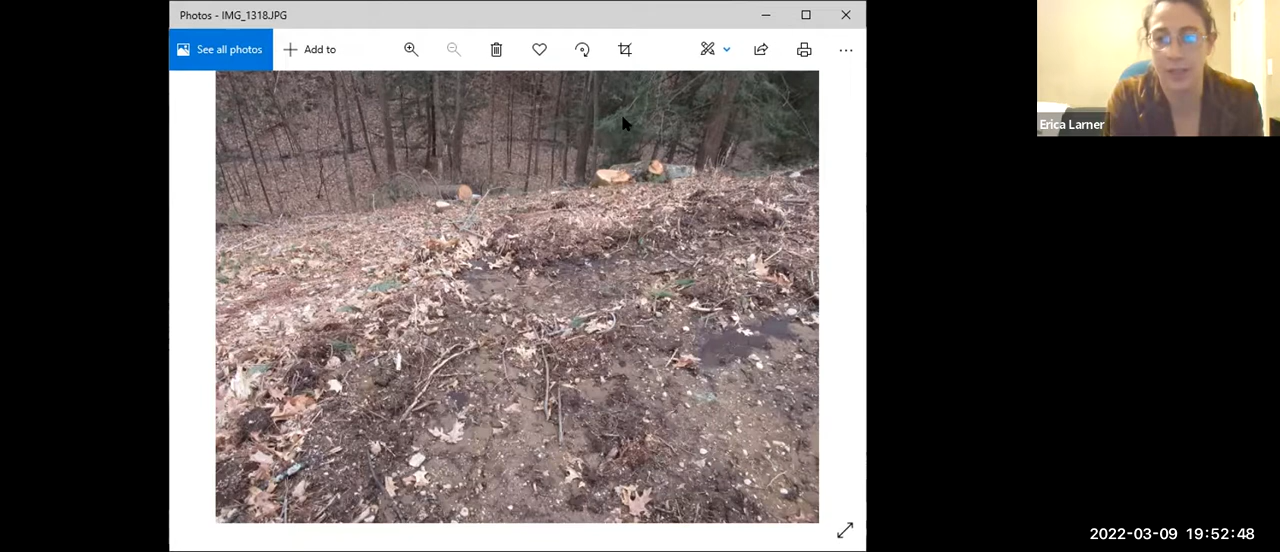 Photos - IMG_1318.JPG
See all photos
Add to
Erica Larner
2022-03-09 19:52:48